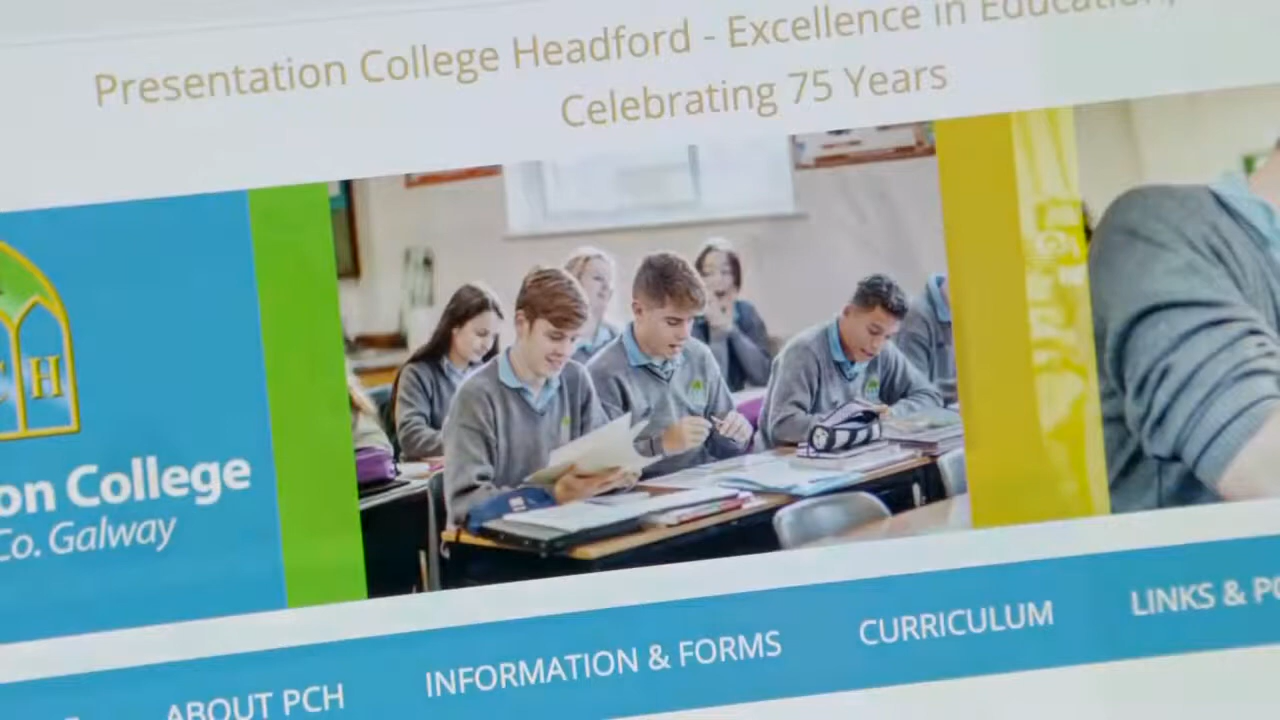 Presentation College Headford - Excellence in Education,
Celebrating 75 Years
CH
on College
Co. Galway
ABOUT PCH
INFORMATION & FORMS
CURRICULUM
LINKS &